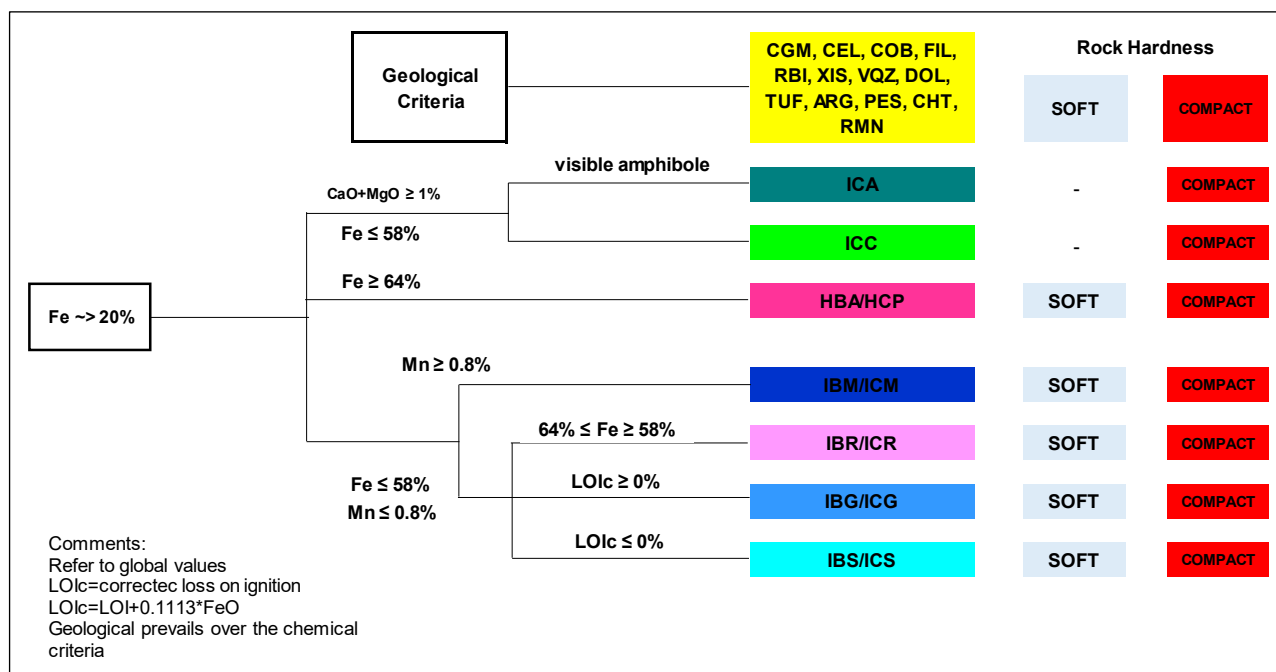 Geological
Criteria
CGM, CEL, COB, FIL,
RBI, XIS, VQZ, DOL,
TUF, ARG, PES, CHT,
RMN
Rock Hardness
SOFT
COMPACT
visible amphibole
CaO+MgO ≥ 1%
Fe ≤ 58%
ICA
-
COMPACT
ICC
-
COMPACT
Fe ~> 20%
Fe ≥ 64%
HBA/HCP
SOFT
COMPACT
Mn ≥ 0.8%
IBM/ICM
SOFT
COMPACT
64% ≤ Fe ≥ 58%
IBR/ICR
SOFT
COMPACT
Fe ≤ 58%
Mn ≤ 0.8%
LOIc ≥ 0%
IBG/ICG
SOFT
COMPACT
LOIc ≤ 0%
IBS/ICS
SOFT
COMPACT
Comments:
Refer to global values
LOIc=correctec loss on ignition
LOIc=LOI+0.1113*FeO
Geological prevails over the chemical
criteria